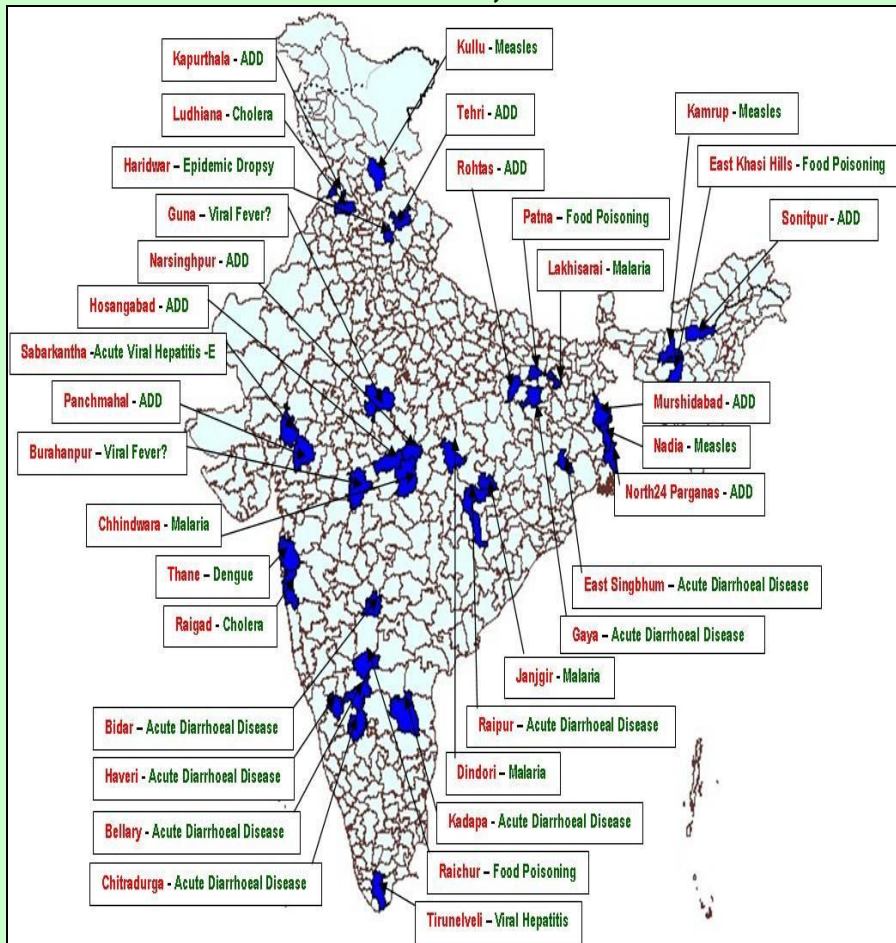 Kapurthala - ADD
Kullu - Measles
Ludhiana - Cholera
Tehri - ADD
Kamrup - Measles
Haridwar – Epidemic Dropsy
Rohtas - ADD
East Khasi Hills - Food Poisoning
Guna – Viral Fever?
Patna – Food Poisoning
Sonitpur - ADD
Narsinghpur - ADD
Lakhisarai - Malaria
Hosangabad - ADD
Sabarkantha -Acute Viral Hepatitis -E
Panchmahal - ADD
Murshidabad - ADD
Burahanpur – Viral Fever?
Nadia - Measles
North24 Parganas - ADD
Chhindwara - Malaria
Thane – Dengue
East Singbhum – Acute Diarrhoeal Disease
Raigad – Cholera
Gaya – Acute Diarrhoeal Disease
Janjgir - Malaria
Bidar – Acute Diarrhoeal Disease
Raipur – Acute Diarrhoeal Disease
Haveri - Acute Diarrhoeal Disease
Dindori – Malaria
Bellary - Acute Diarrhoeal Disease
Kadapa - Acute Diarrhoeal Disease
Chitradurga - Acute Diarrhoeal Disease
Raichur – Food Poisoning
Tirunelveli – Viral Hepatitis